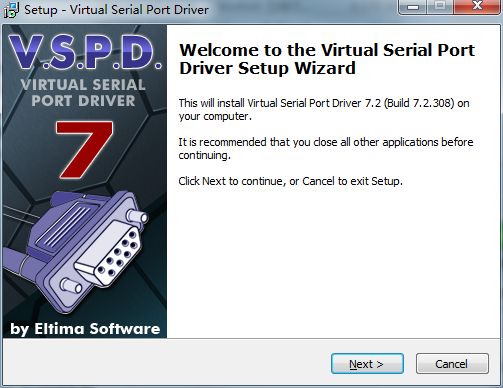 Setup - Virtual Serial Port Driver
V.S.P.D.
VIRTUAL SERIAL
PORT DRIVER
7
by Eltima Software
Welcome to the Virtual Serial Port
Driver Setup Wizard
This will install Virtual Serial Port Driver 7.2 (Build 7.2.308) on
your computer.
It is recommended that you close all other applications before
continuing.
Click Next to continue, or Cancel to exit Setup.
Next >
Cancel